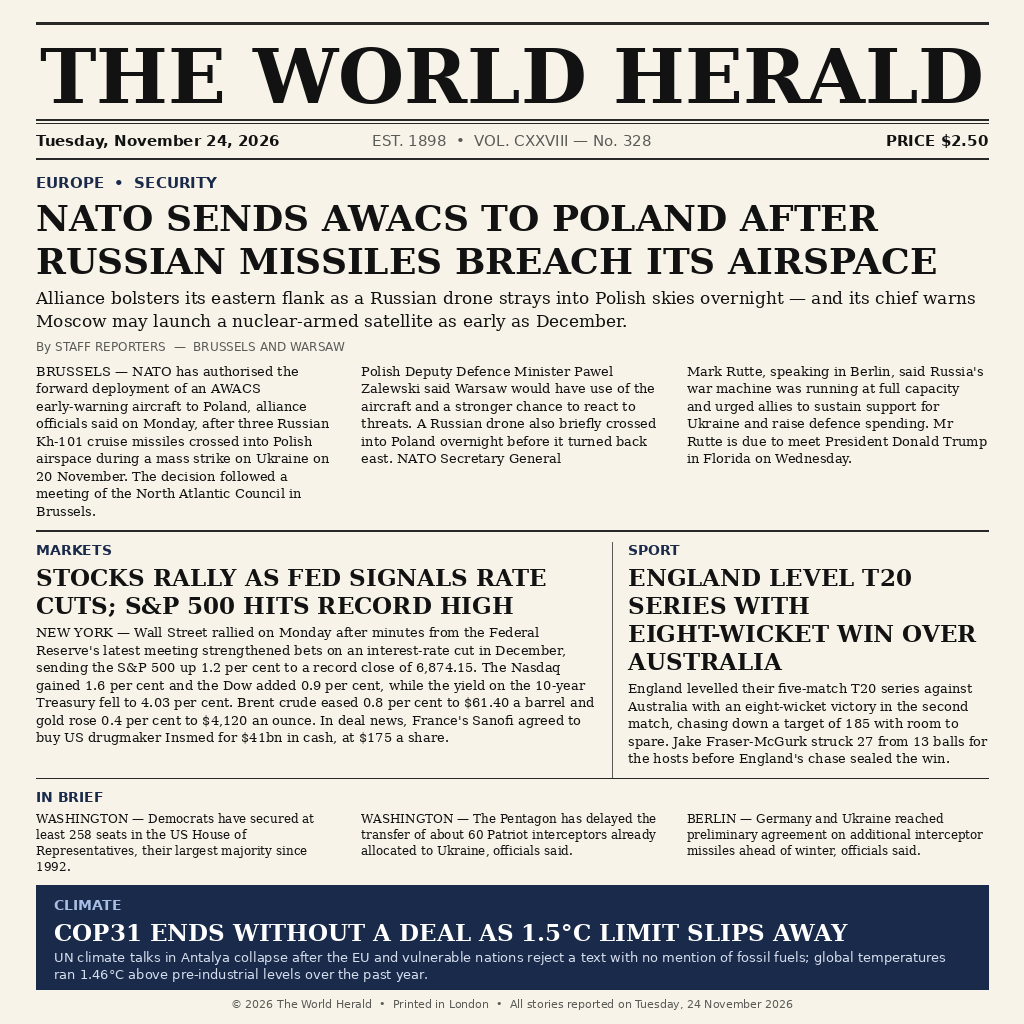 THE WORLD HERALD
Tuesday, November 24, 2026
EST. 1898 • VOL. CXXVIII — No. 328
PRICE $2.50
EUROPE • SECURITY
NATO SENDS AWACS TO POLAND AFTER
RUSSIAN MISSILES BREACH ITS AIRSPACE
Alliance bolsters its eastern flank as a Russian drone strays into Polish skies overnight — and its chief warns
Moscow may launch a nuclear-armed satellite as early as December.
By STAFF REPORTERS — BRUSSELS AND WARSAW
BRUSSELS — NATO has authorised the
forward deployment of an AWACS
early-warning aircraft to Poland, alliance
officials said on Monday, after three Russian
Kh-101 cruise missiles crossed into Polish
airspace during a mass strike on Ukraine on
20 November. The decision followed a
meeting of the North Atlantic Council in
Brussels.
Polish Deputy Defence Minister Pawel
Zalewski said Warsaw would have use of the
aircraft and a stronger chance to react to
threats. A Russian drone also briefly crossed
into Poland overnight before it turned back
east. NATO Secretary General
Mark Rutte, speaking in Berlin, said Russia's
war machine was running at full capacity
and urged allies to sustain support for
Ukraine and raise defence spending. Mr
Rutte is due to meet President Donald Trump
in Florida on Wednesday.
MARKETS
STOCKS RALLY AS FED SIGNALS RATE
CUTS; S&P 500 HITS RECORD HIGH
NEW YORK — Wall Street rallied on Monday after minutes from the Federal
Reserve's latest meeting strengthened bets on an interest-rate cut in December,
sending the S&P 500 up 1.2 per cent to a record close of 6,874.15. The Nasdaq
gained 1.6 per cent and the Dow added 0.9 per cent, while the yield on the 10-year
Treasury fell to 4.03 per cent. Brent crude eased 0.8 per cent to $61.40 a barrel and
gold rose 0.4 per cent to $4,120 an ounce. In deal news, France's Sanofi agreed to
buy US drugmaker Insmed for $41bn in cash, at $175 a share.
SPORT
ENGLAND LEVEL T20
SERIES WITH
EIGHT-WICKET WIN OVER
AUSTRALIA
England levelled their five-match T20 series against
Australia with an eight-wicket victory in the second
match, chasing down a target of 185 with room to
spare. Jake Fraser-McGurk struck 27 from 13 balls for
the hosts before England's chase sealed the win.
IN BRIEF
WASHINGTON — Democrats have secured at
least 258 seats in the US House of
Representatives, their largest majority since
1992.
WASHINGTON — The Pentagon has delayed the
transfer of about 60 Patriot interceptors already
allocated to Ukraine, officials said.
BERLIN — Germany and Ukraine reached
preliminary agreement on additional interceptor
missiles ahead of winter, officials said.
CLIMATE
COP31 ENDS WITHOUT A DEAL AS 1.5°C LIMIT SLIPS AWAY
UN climate talks in Antalya collapse after the EU and vulnerable nations reject a text with no mention of fossil fuels; global temperatures
ran 1.46°C above pre-industrial levels over the past year.
© 2026 The World Herald • Printed in London • All stories reported on Tuesday, 24 November 2026